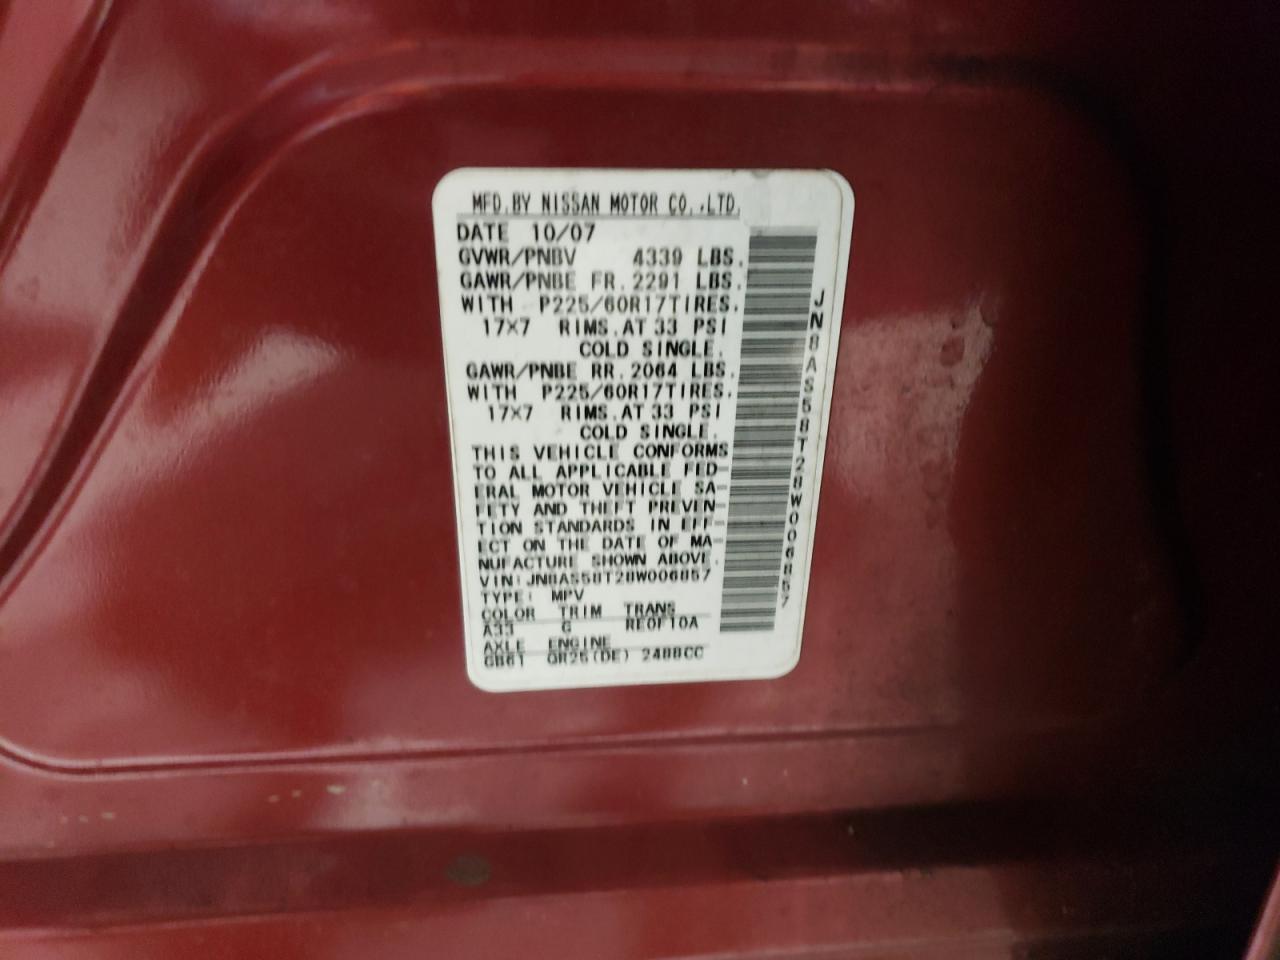 MFD.BY NISSAN MOTOR CO.,LTD.
DATE 10/07
GVWR/PNBV 4339 LBS.
GAWR/PNBE FR.2291 LBS.
WITH P225/60R17TIRES.
17×7 RIMS.AT 33 PSI
COLD SINGLE.
GAWR/PNBE RR.2064 LBS.
WITH P225/60R17TIRES.
17×7 RIMS.AT 33 PSI
COLD SINGLE.
THIS VEHICLE CONFORMS
TO ALL APPLICABLE FED-
ERAL MOTOR VEHICLE SA-
FETY AND THEFT PREVEN-
TION STANDARDS IN EFF-
ECT ON THE DATE OF MA-
NUFACTURE SHOWN ABOVE.
VIN:JN8AS58T28W006857
TYPE: MPV
COLOR TRIM TRANS
A33 G RE0F10A
AXLE ENGINE
GB61 QR25(DE) 2488CC
JN8AS58T28W006857